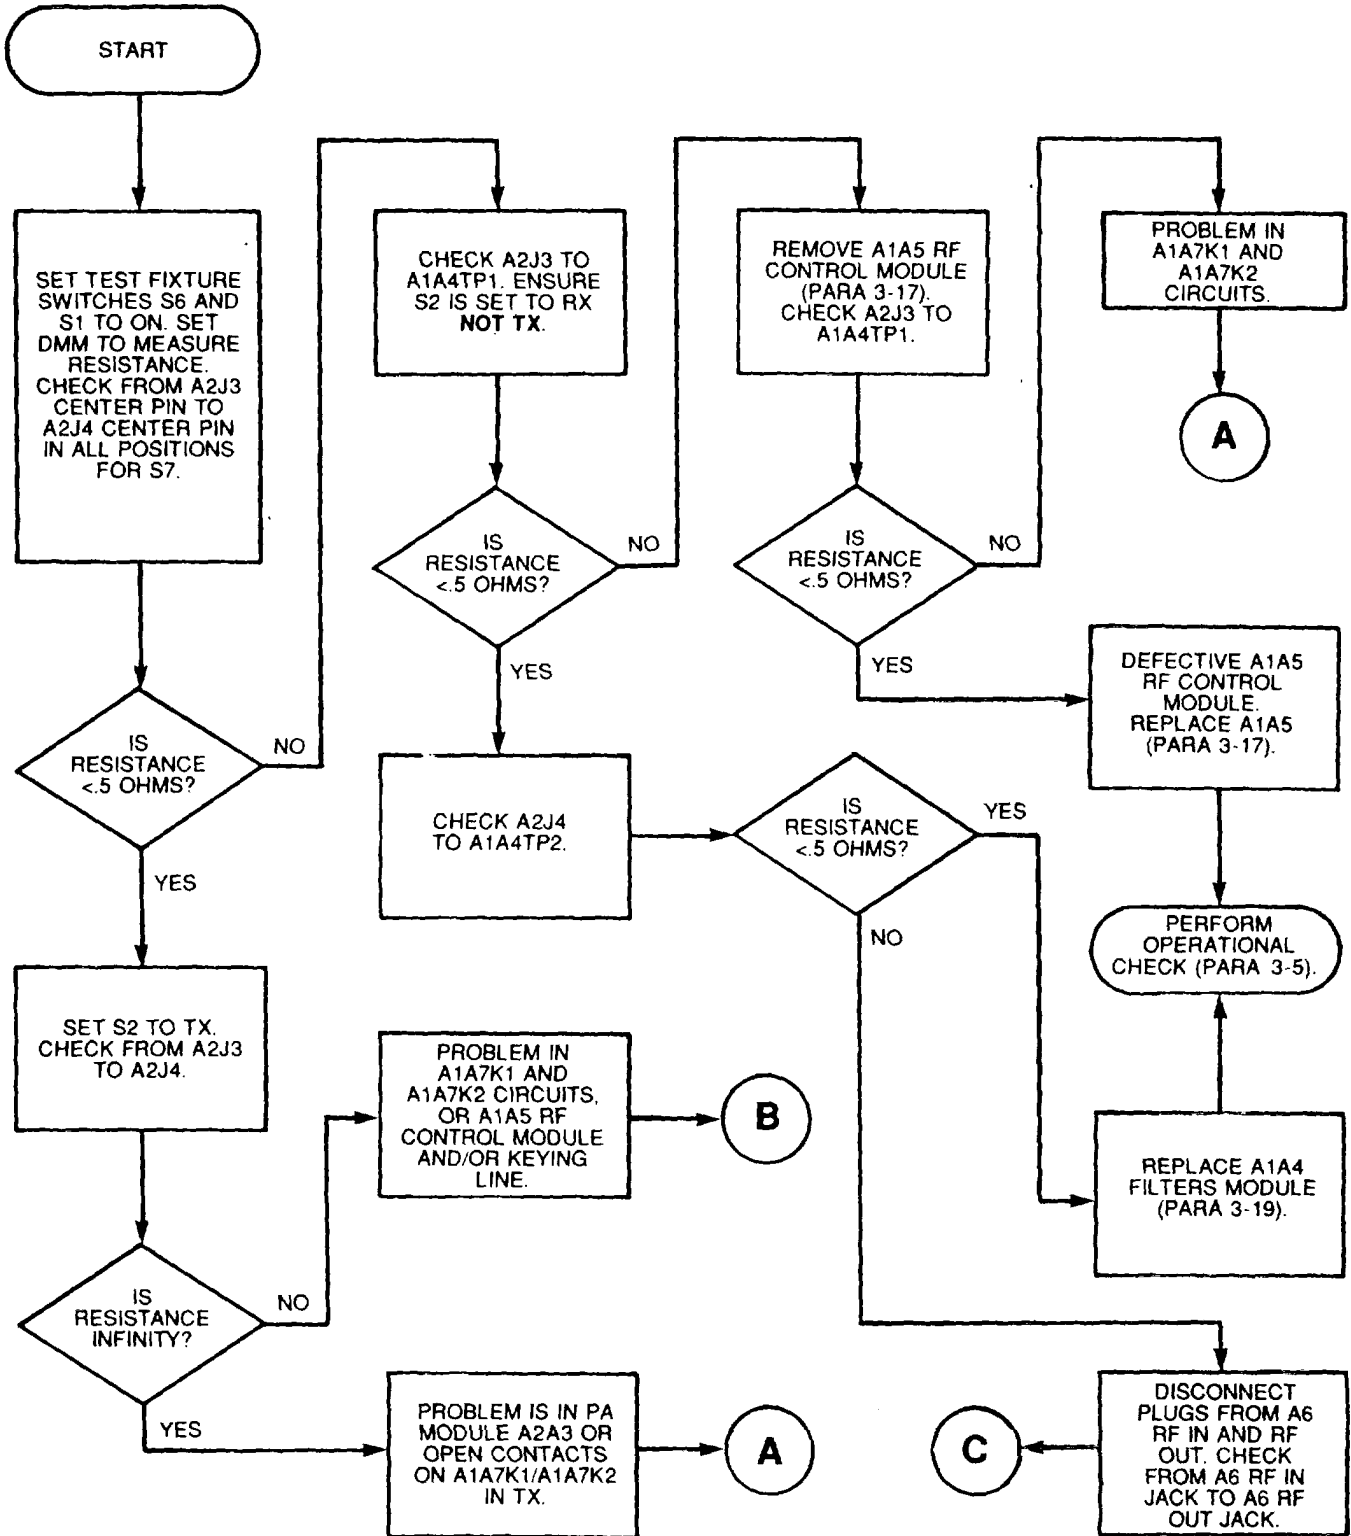 START
SET TEST FIXTURE
SWITCHES S6 AND
S1 TO ON. SET
DMM TO MEASURE
RESISTANCE.
CHECK FROM A2J3
CENTER PIN TO
A2J4 CENTER PIN
IN ALL POSITIONS
FOR S7.
IS
RESISTANCE
<.5 OHMS?
NO
YES
SET S2 TO TX.
CHECK FROM A2J3
TO A2J4.
IS
RESISTANCE
INFINITY?
NO
YES
CHECK A2J3 TO
A1A4TP1. ENSURE
S2 IS SET TO RX
NOT TX.
IS
RESISTANCE
<.5 OHMS?
NO
YES
CHECK A2J4
TO A1A4TP2.
PROBLEM IN
A1A7K1 AND
A1A7K2 CIRCUITS,
OR A1A5 RF
CONTROL MODULE
AND/OR KEYING
LINE.
B
PROBLEM IS IN PA
MODULE A2A3 OR
OPEN CONTACTS
ON A1A7K1/A1A7K2
IN TX.
A
REMOVE A1A5 RF
CONTROL MODULE
(PARA 3-17).
CHECK A2J3 TO
A1A4TP1.
IS
RESISTANCE
<.5 OHMS?
NO
YES
IS
RESISTANCE
<.5 OHMS?
YES
NO
PROBLEM IN
A1A7K1 AND
A1A7K2
CIRCUITS.
A
DEFECTIVE A1A5
RF CONTROL
MODULE.
REPLACE A1A5
(PARA 3-17).
PERFORM
OPERATIONAL
CHECK (PARA 3-5).
REPLACE A1A4
FILTERS MODULE
(PARA 3-19).
DISCONNECT
PLUGS FROM A6
RF IN AND RF
OUT. CHECK
FROM A6 RF IN
JACK TO A6 RF
OUT JACK.
C